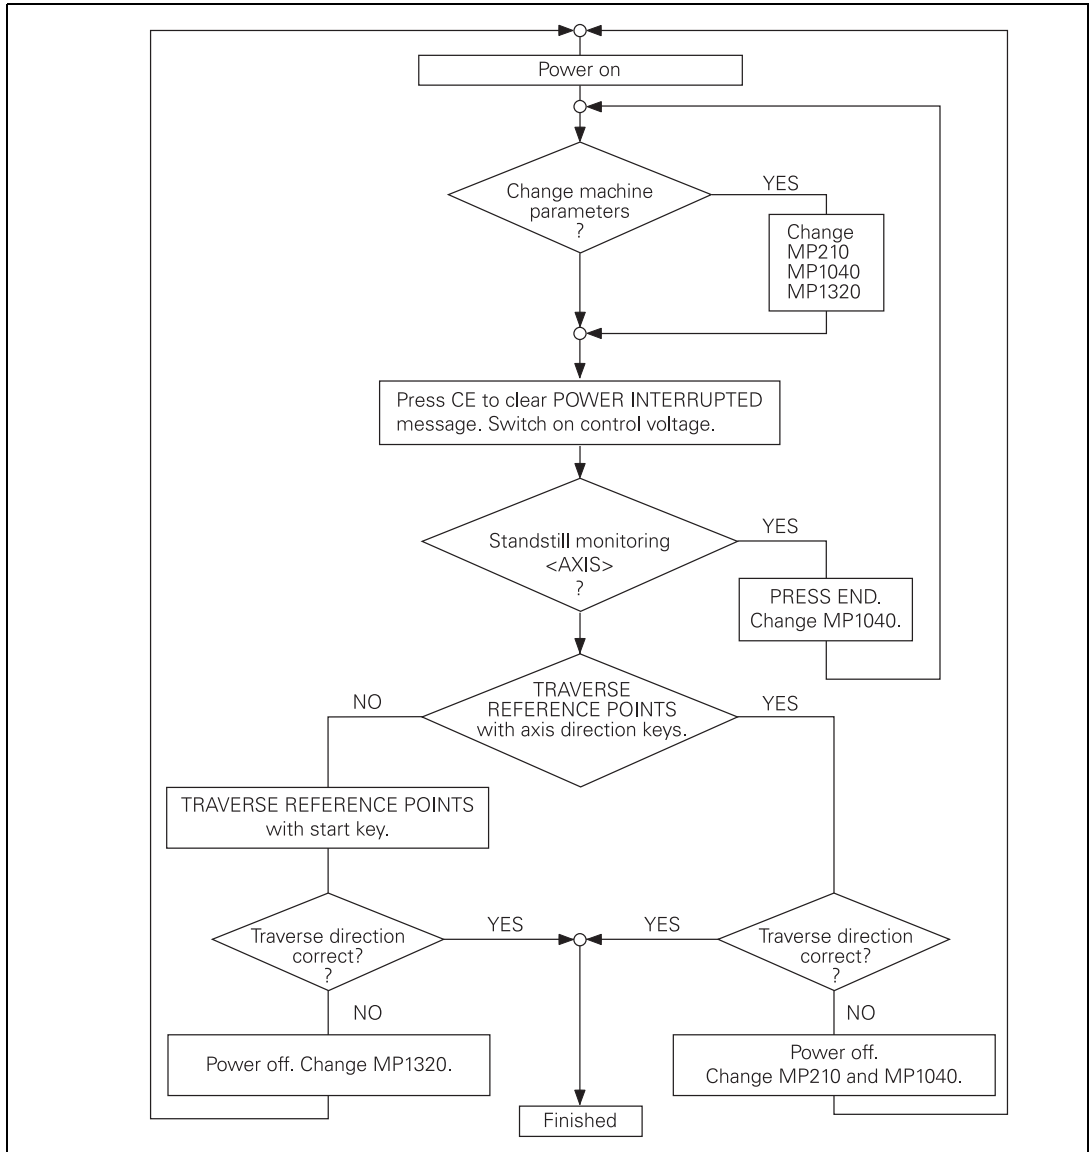 Power on
Change machine
parameters
?
YES
Change
MP210
MP1040
MP1320
Press CE to clear POWER INTERRUPTED
message. Switch on control voltage.
Standstill monitoring
<AXIS>
?
YES
PRESS END.
Change MP1040.
TRAVERSE
REFERENCE POINTS
with axis direction keys.
NO
YES
TRAVERSE REFERENCE POINTS
with start key.
Traverse direction
correct?
?
YES
YES
Traverse direction
correct?
?
NO
NO
Power off. Change MP1320.
Power off.
Change MP210 and MP1040.
Finished